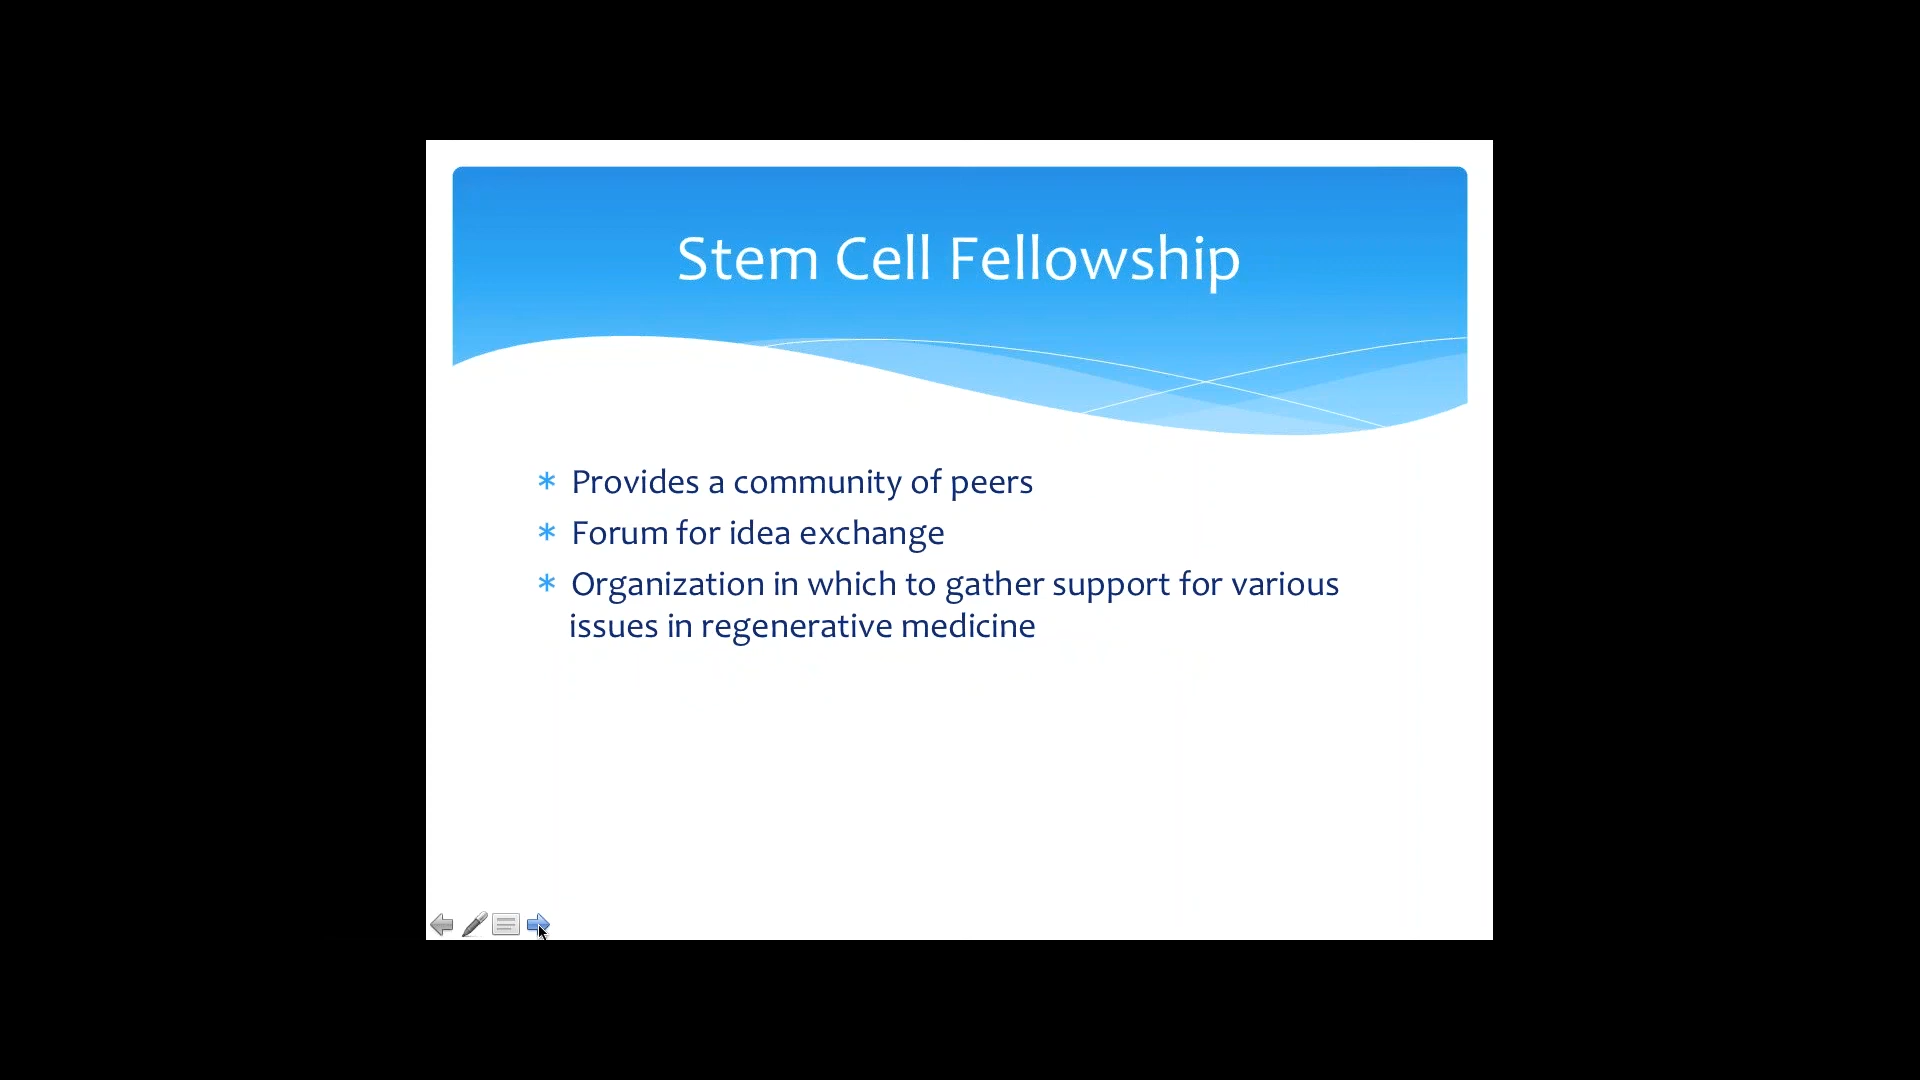 Stem Cell Fellowship
* Provides a community of peers
* Forum for idea exchange
* Organization in which to gather support for various
issues in regenerative medicine